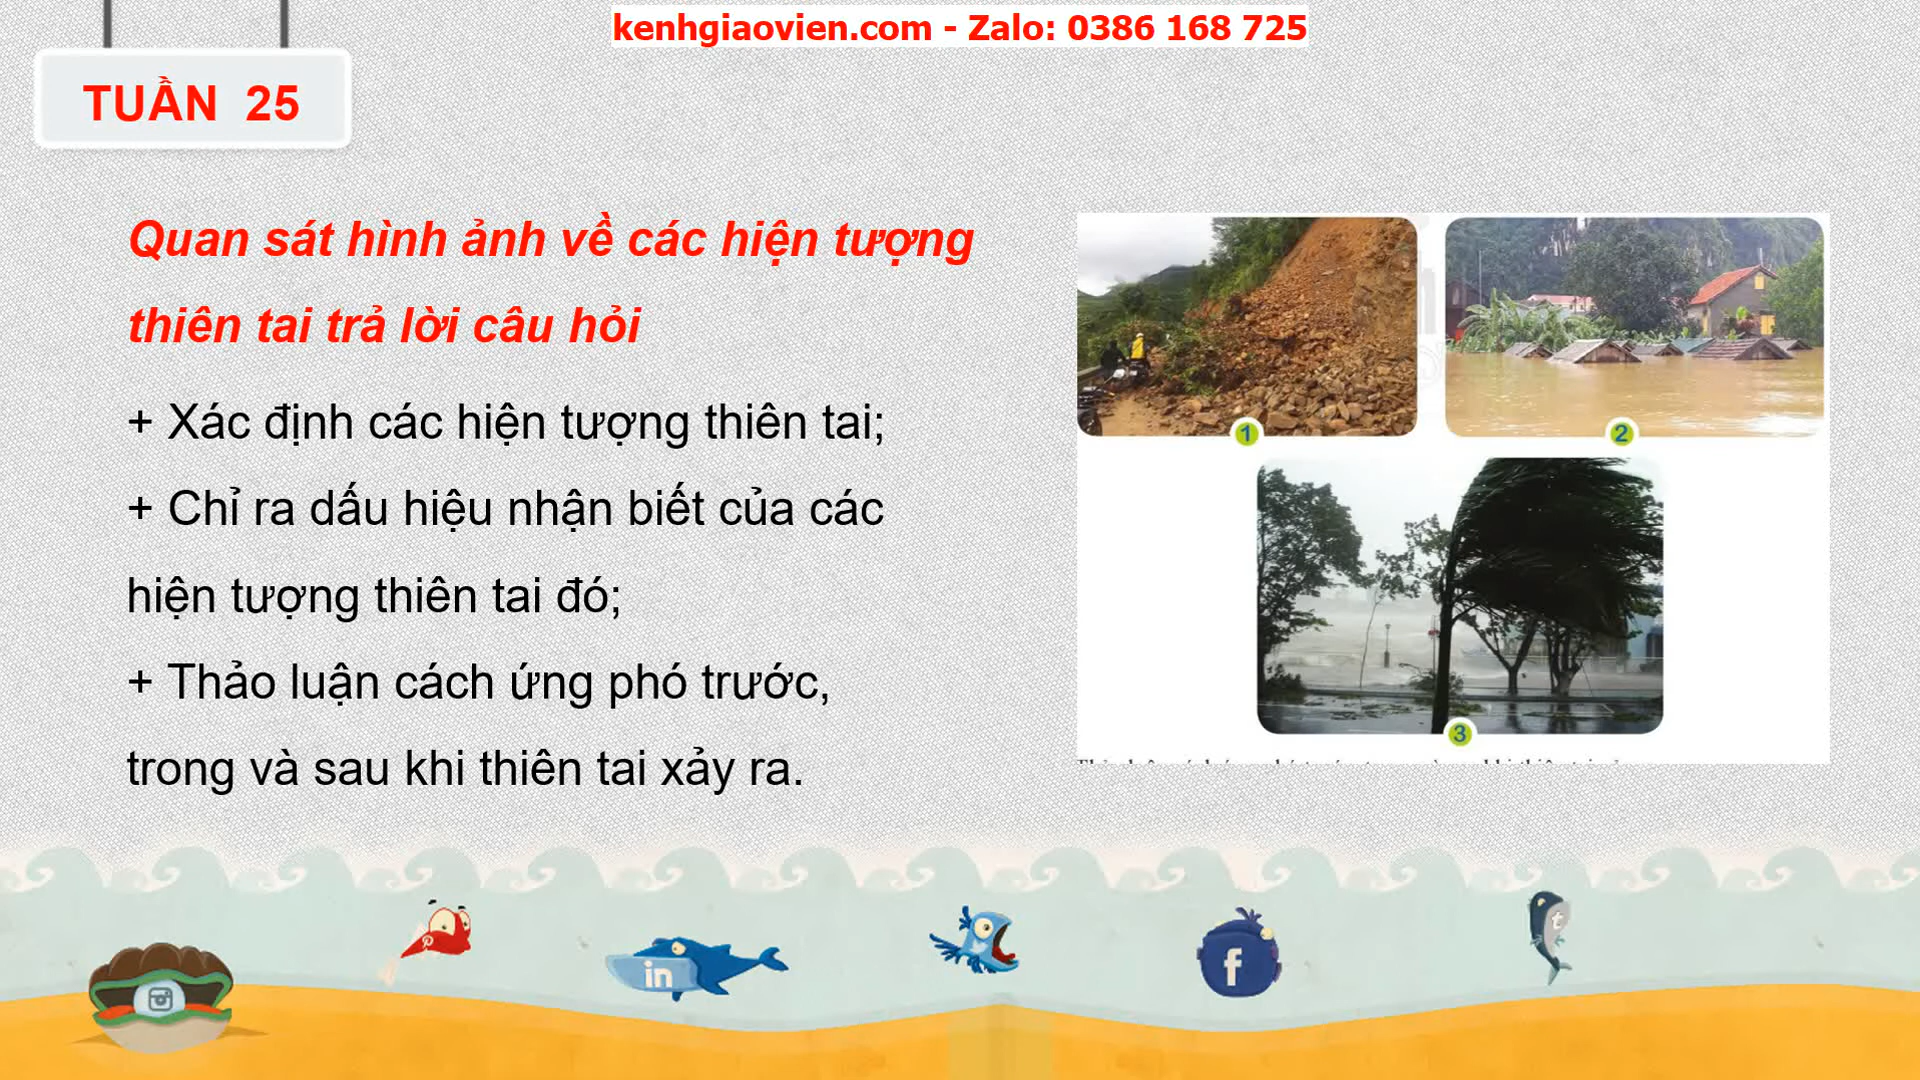 kenhgiaovien.com - Zalo: 0386 168 725
TUẦN 25
Quan sát hình ảnh về các hiện tượng
thiên tai trả lời câu hỏi
+ Xác định các hiện tượng thiên tai;
+ Chỉ ra dấu hiệu nhận biết của các
hiện tượng thiên tai đó;
+ Thảo luận cách ứng phó trước,
trong và sau khi thiên tai xảy ra.
1
2
3
in
f
t